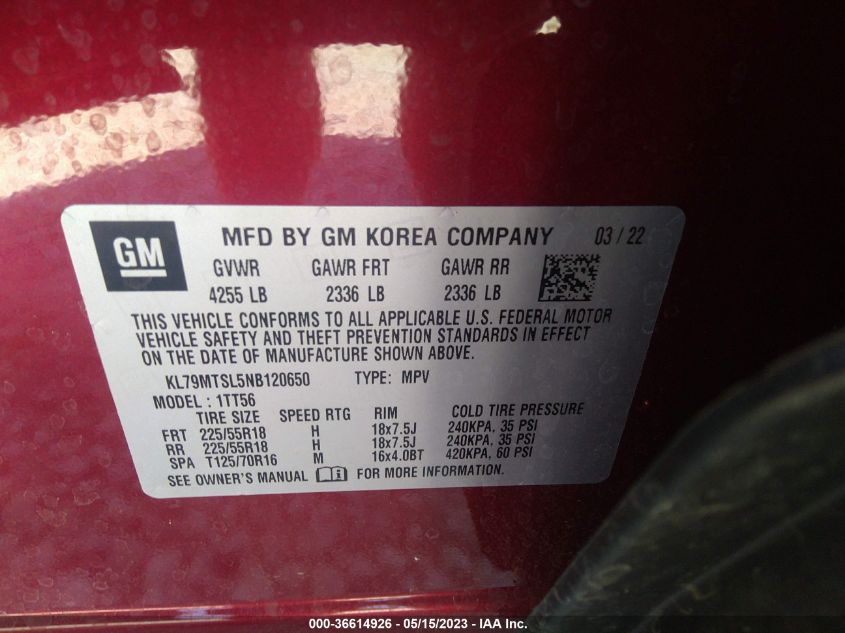 GM
MFD BY GM KOREA COMPANY 03 / 22
GVWR GAWR FRT GAWR RR
4255 LB 2336 LB 2336 LB
THIS VEHICLE CONFORMS TO ALL APPLICABLE U.S. FEDERAL MOTOR
VEHICLE SAFETY AND THEFT PREVENTION STANDARDS IN EFFECT
ON THE DATE OF MANUFACTURE SHOWN ABOVE.
KL79MTSL5NB120650 TYPE: MPV
MODEL : 1TT56
TIRE SIZE SPEED RTG RIM COLD TIRE PRESSURE
FRT 225/55R18 H 18x7.5J 240KPA, 35 PSI
RR 225/55R18 H 18x7.5J 240KPA, 35 PSI
SPA T125/70R16 M 16x4.0BT 420KPA, 60 PSI
SEE OWNER'S MANUAL i FOR MORE INFORMATION.
000-36614926 - 05/15/2023 - IAA Inc.